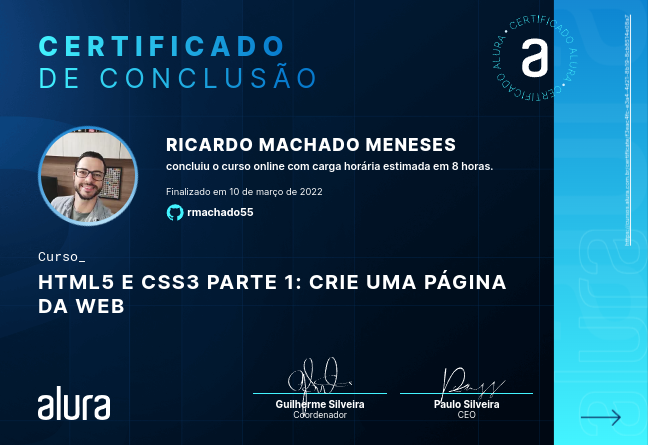 CERTIFICADO
DE CONCLUSÃO
ALURA • CERTIFICADO ALURA • CERTIFICADO
a
RICARDO MACHADO MENESES
concluiu o curso online com carga horária estimada em 8 horas.
Finalizado em 10 de março de 2022
rmachado55
Curso_
HTML5 E CSS3 PARTE 1: CRIE UMA PÁGINA
DA WEB
Guilherme Silveira
Coordenador
Paulo Silveira
CEO
alura
alura